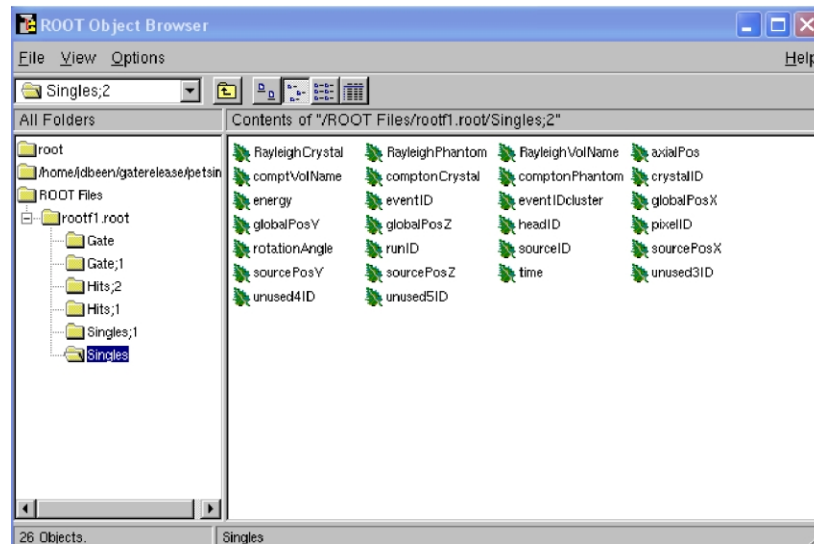 ROOT Object Browser
File View Options Help
Singles;2
All Folders
Contents of "/ROOT Files/rootf1.root/Singles;2"
root
/home/jdbeen/gaterelease/petsin
ROOT Files
rootf1.root
Gate
Gate;1
Hits;2
Hits;1
Singles;1
Singles
RayleighCrystal RayleighPhantom RayleighVolName axialPos
comptVolName comptonCrystal comptonPhantom crystalID
energy eventID eventIDcluster globalPosX
globalPosY globalPosZ headID pixelID
rotationAngle runID sourceID sourcePosX
sourcePosY sourcePosZ time unused3ID
unused4ID unused5ID
26 Objects. Singles